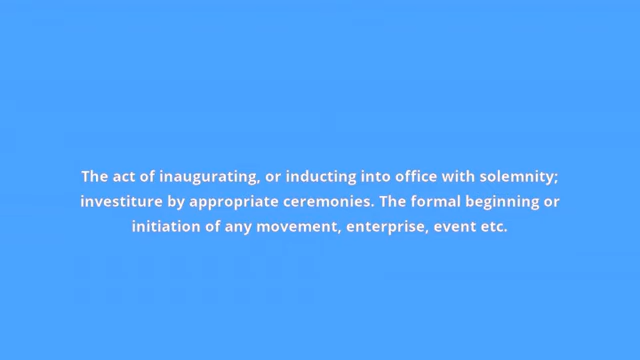 The act of inaugurating, or inducting into office with solemnity;
investiture by appropriate ceremonies. The formal beginning or
initiation of any movement, enterprise, event etc.